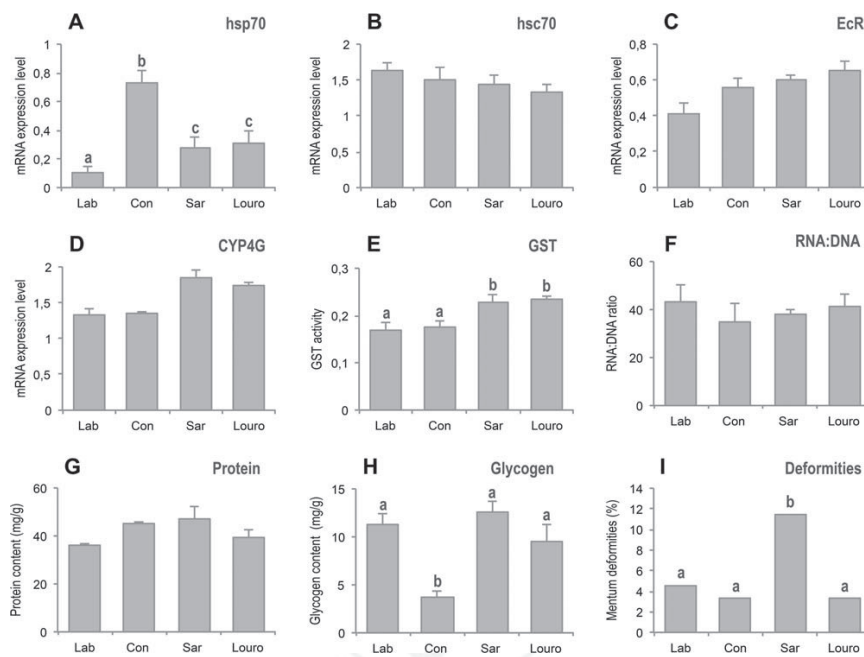 A hsp70
mRNA expression level
1
0,8
0,6
0,4
0,2
0
a
b
c
c
Lab Con Sar Louro
B hsc70
mRNA expression level
2
1,5
1
0,5
0
Lab Con Sar Louro
C EcR
mRNA expression level
0,8
0,6
0,4
0,2
0
Lab Con Sar Louro
D CYP4G
mRNA expression level
2
1,5
1
0,5
0
Lab Con Sar Louro
E GST
GST activity
0,3
0,2
0,1
0
a
a
b
b
Lab Con Sar Louro
F RNA:DNA
RNA:DNA ratio
60
40
20
0
Lab Con Sar Louro
G Protein
Protein content (mg/g)
60
40
20
0
Lab Con Sar Louro
H Glycogen
Glycogen content (mg/g)
15
10
5
0
a
b
a
a
Lab Con Sar Louro
I Deformities
Mentum deformities (%)
14
12
10
8
6
4
2
0
a
a
b
a
Lab Con Sar Louro